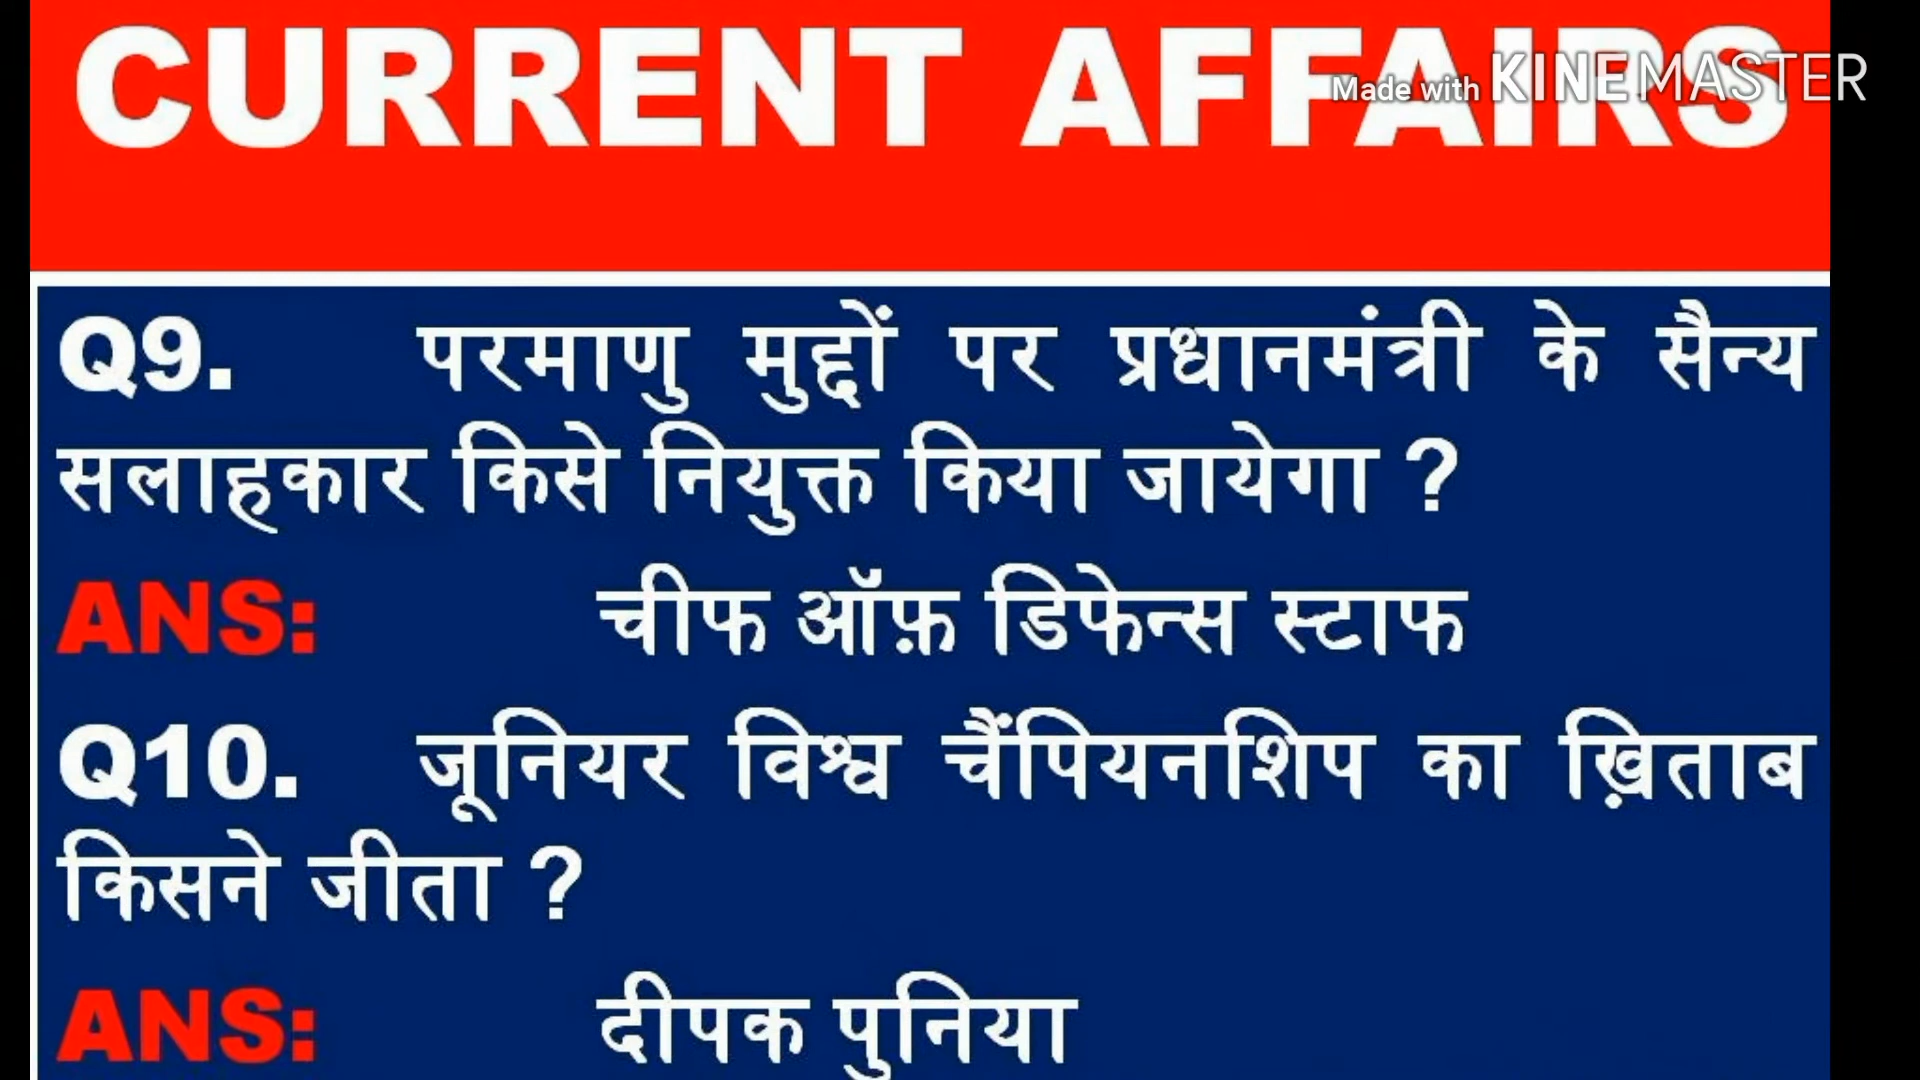 CURRENT AFFAIRS
Made with KINEMASTER
Q9. परमाणु मुद्दों पर प्रधानमंत्री के सैन्य
सलाहकार किसे नियुक्त किया जायेगा ?
ANS: चीफ ऑफ़ डिफेन्स स्टाफ
Q10. जूनियर विश्व चैंपियनशिप का ख़िताब
किसने जीता ?
ANS: दीपक पुनिया